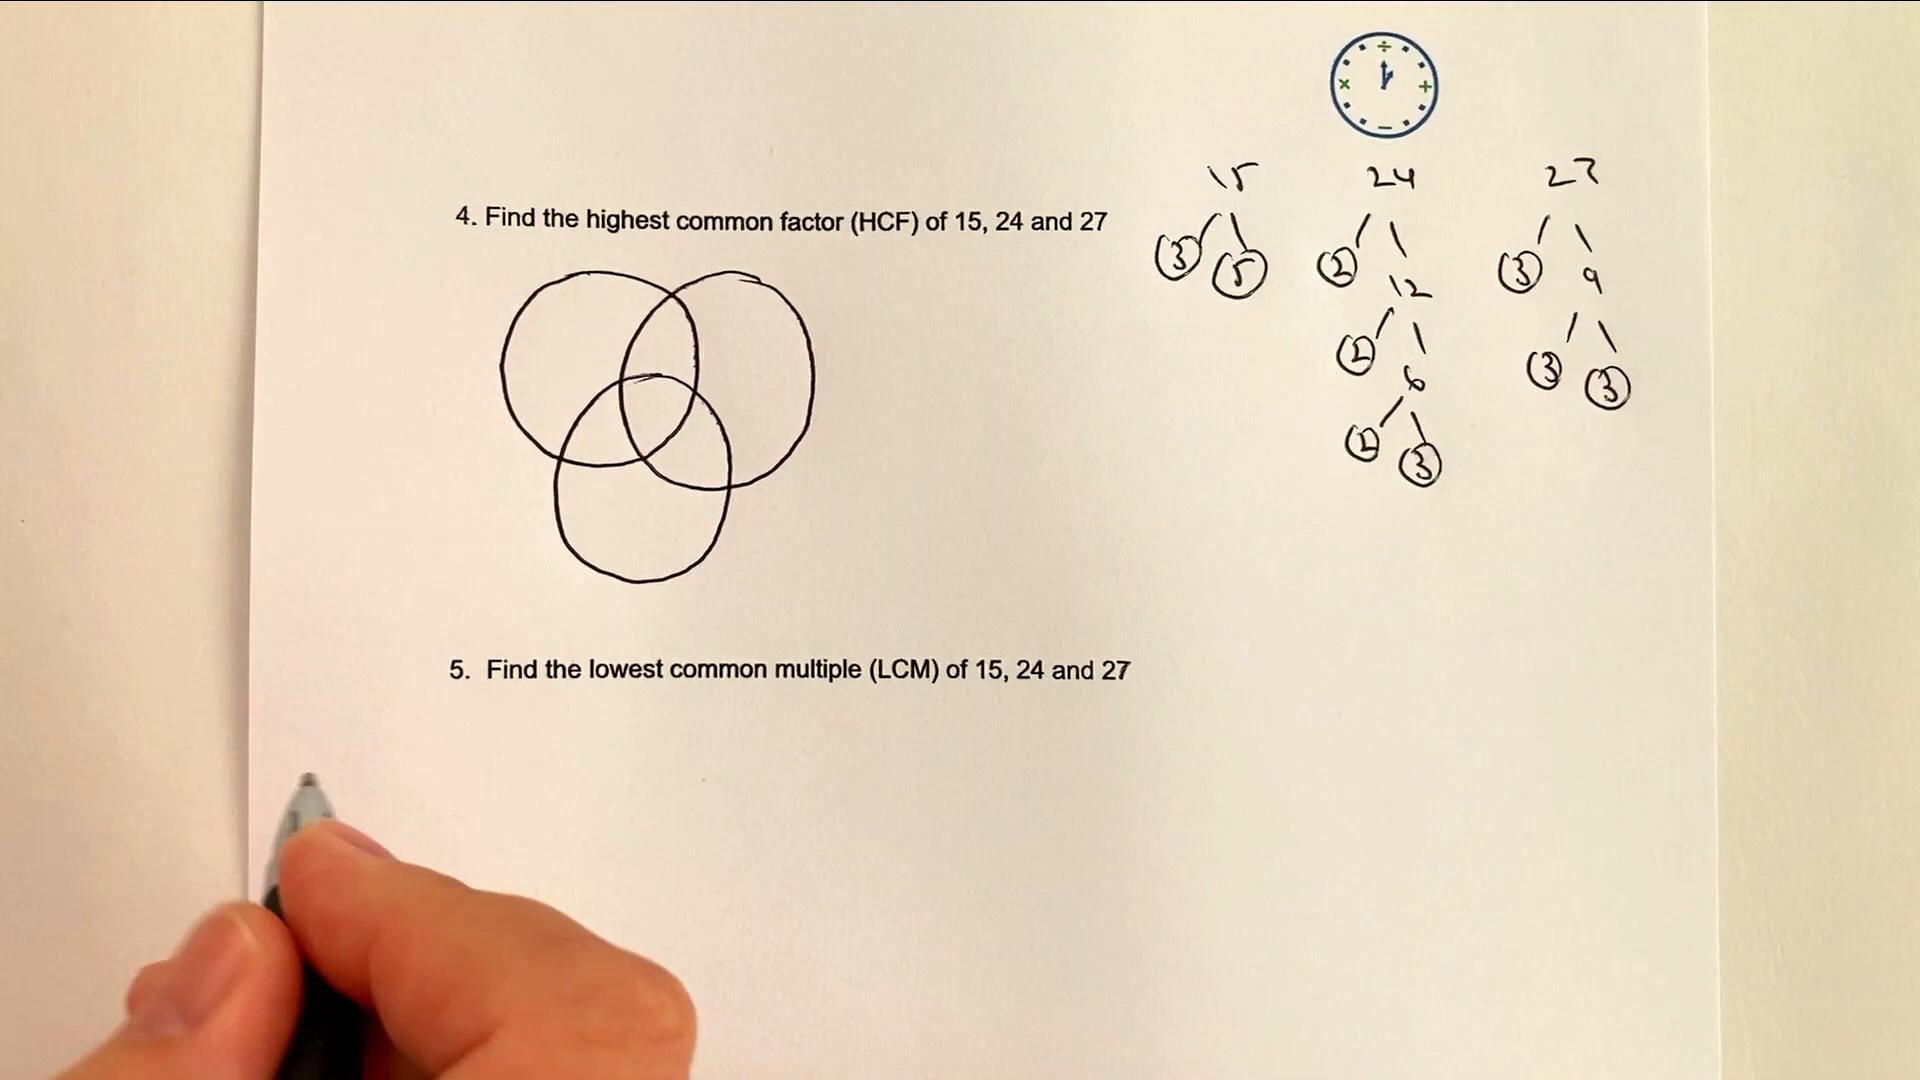 ÷
× +
−
15 24 27
4. Find the highest common factor (HCF) of 15, 24 and 27
3 5 2 12 3 9
2 6 3 3
2 3
5. Find the lowest common multiple (LCM) of 15, 24 and 27